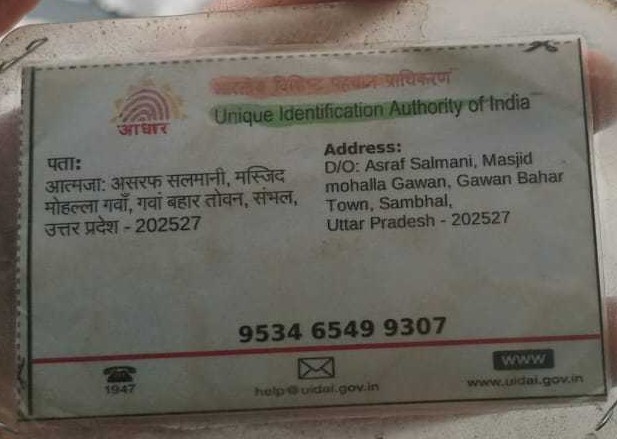 भारतीय विशिष्ट पहचान प्राधिकरण
Unique Identification Authority of India
आधार
पता:
आत्मजा: असरफ सलमानी, मस्जिद
मोहल्ला गवाँ, गवां बहार तोवन, संभल,
उत्तर प्रदेश - 202527
Address:
D/O: Asraf Salmani, Masjid
mohalla Gawan, Gawan Bahar
Town, Sambhal,
Uttar Pradesh - 202527
9534 6549 9307
1947
help@uidai.gov.in
www
www.uidai.gov.in